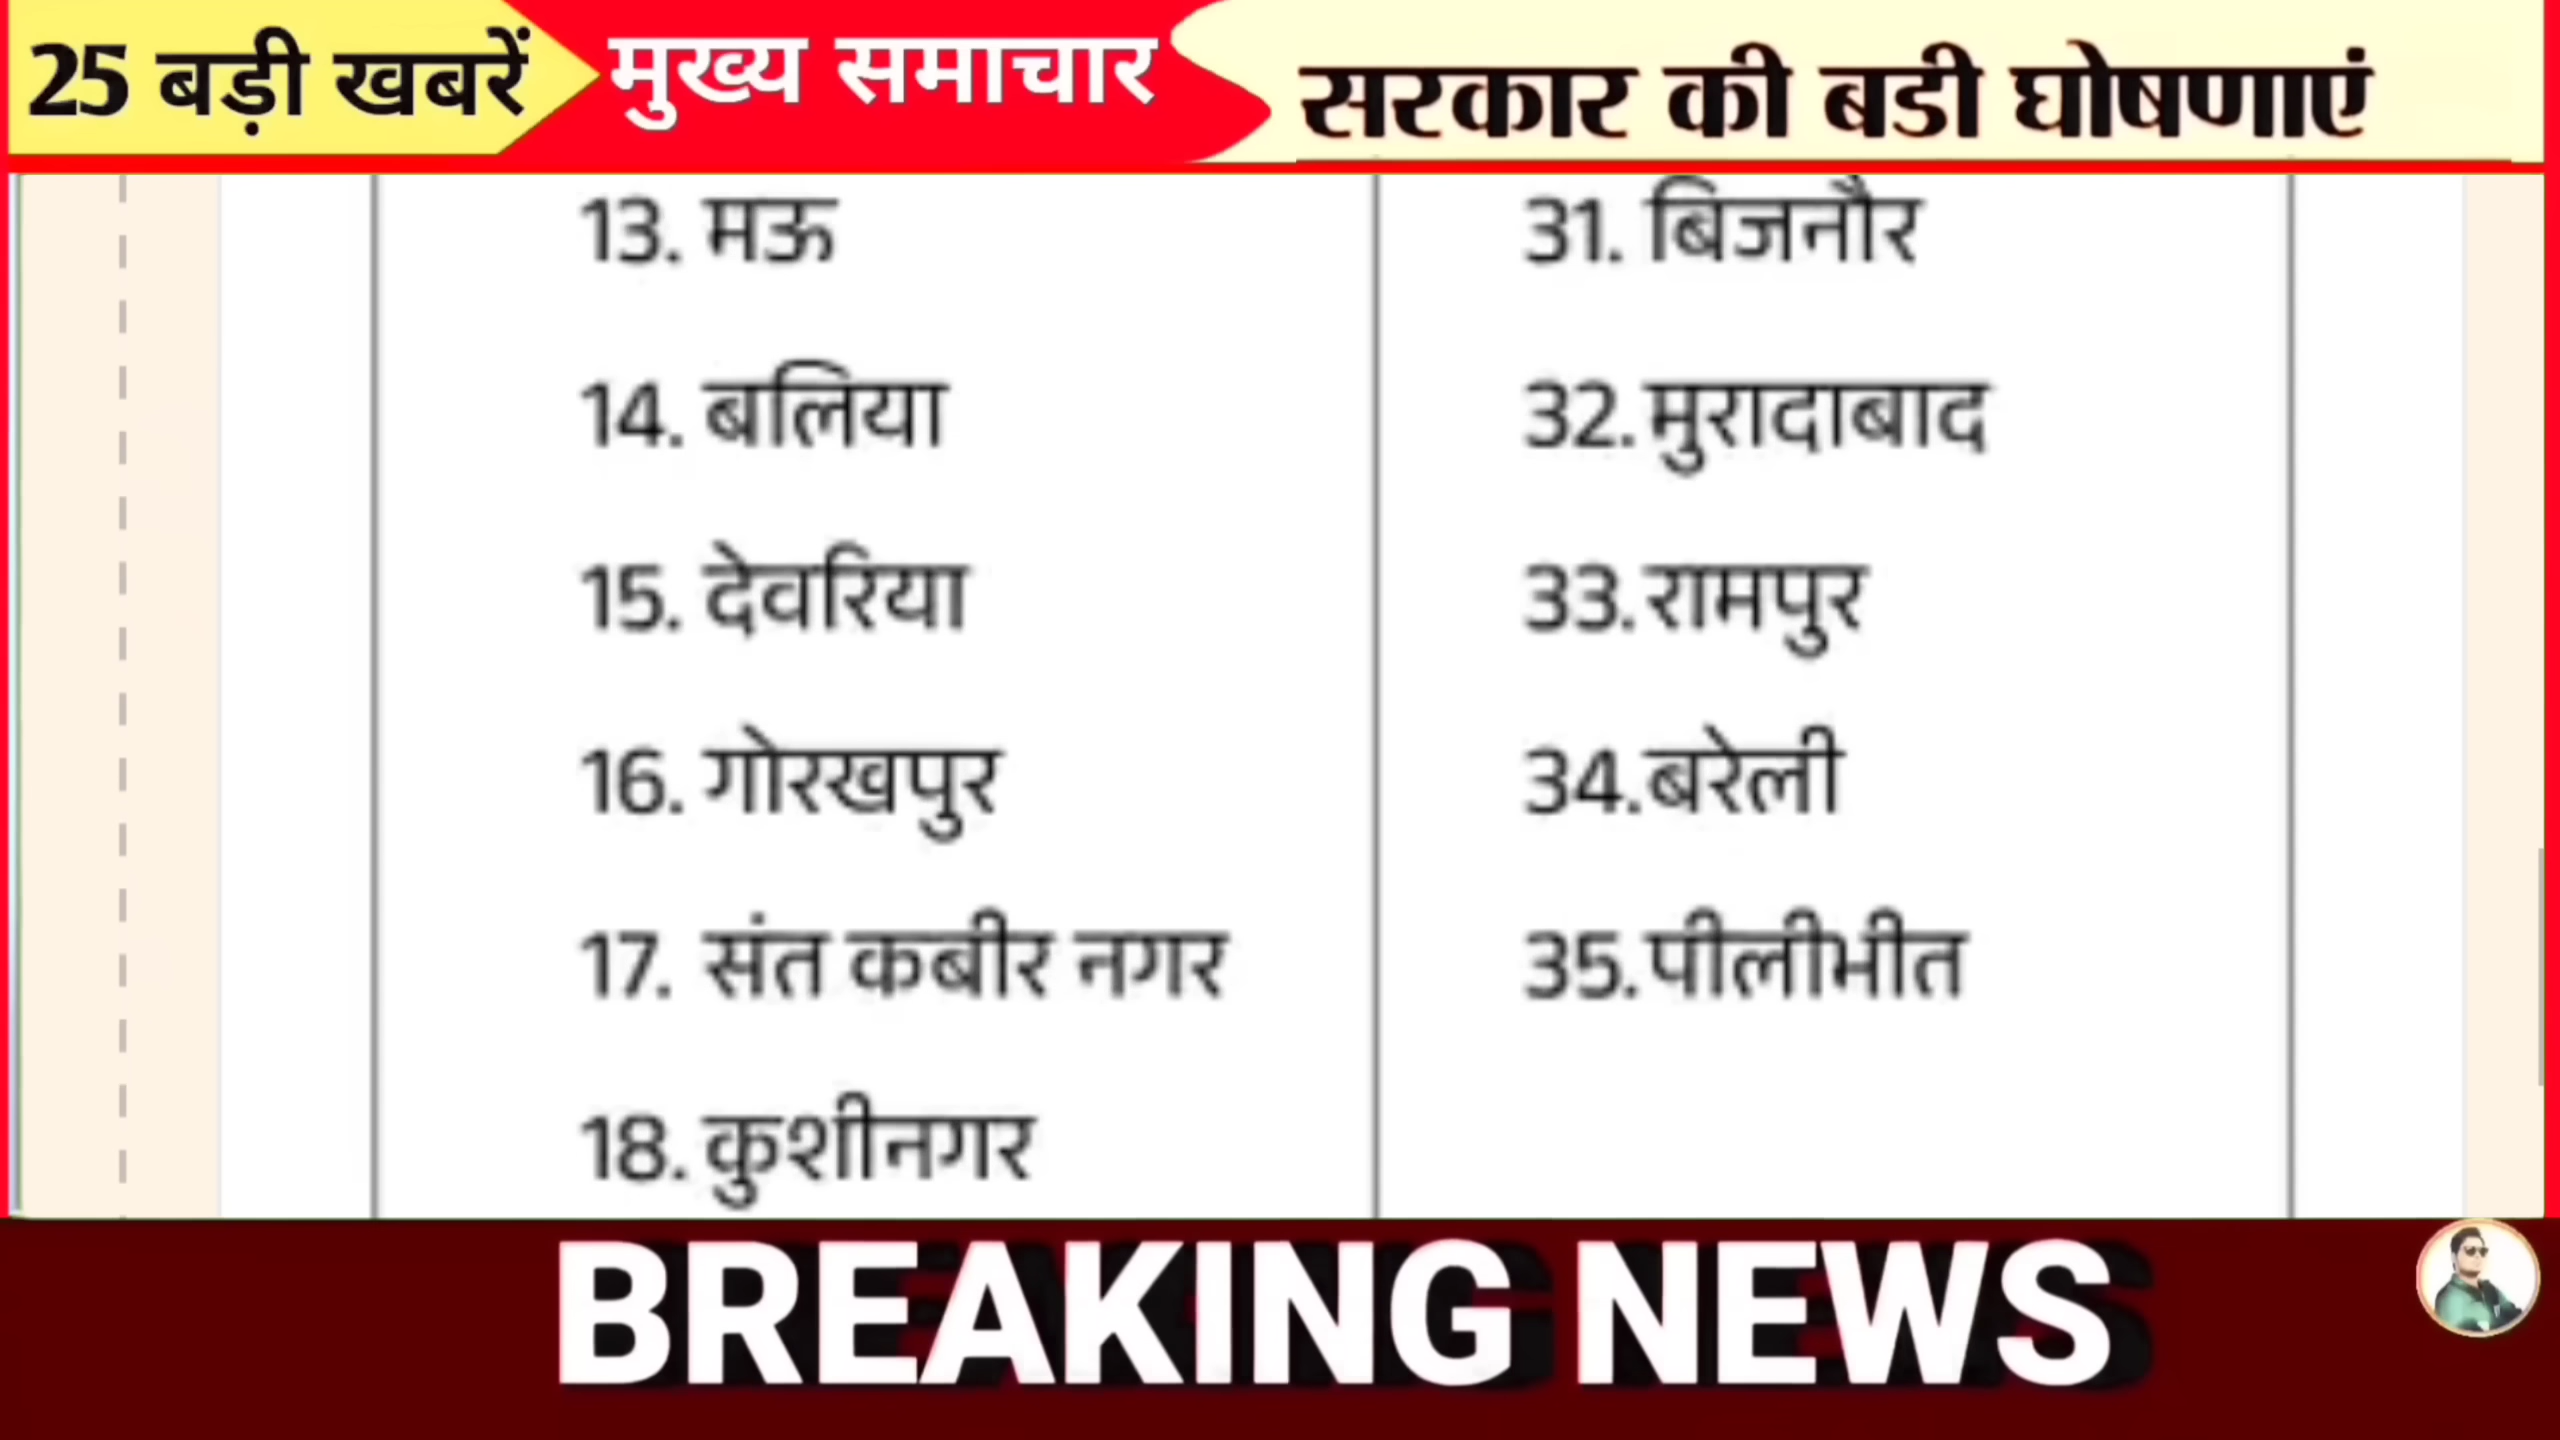 25 बड़ी खबरें मुख्य समाचार सरकार की बडी घोषणाएं
13. मऊ
14. बलिया
15. देवरिया
16. गोरखपुर
17. संत कबीर नगर
18. कुशीनगर
31. बिजनौर
32. मुरादाबाद
33. रामपुर
34. बरेली
35. पीलीभीत
BREAKING NEWS